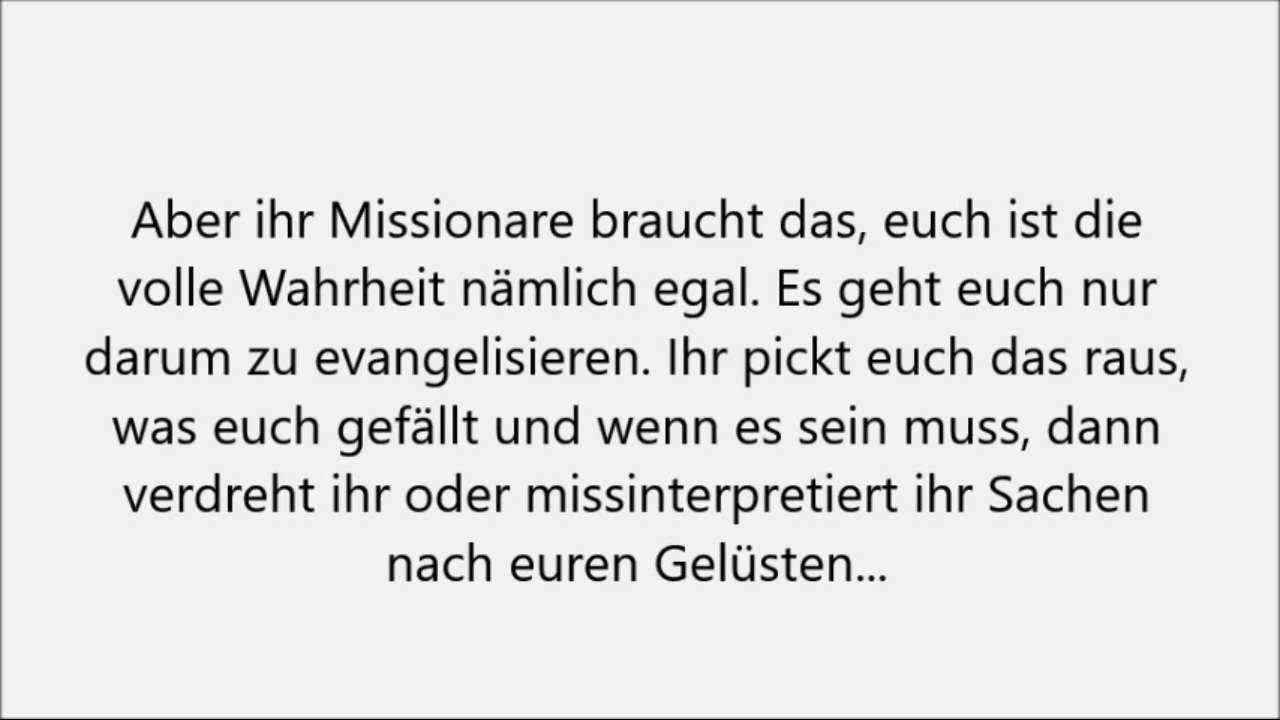 Aber ihr Missionare braucht das, euch ist die
volle Wahrheit nämlich egal. Es geht euch nur
darum zu evangelisieren. Ihr pickt euch das raus,
was euch gefällt und wenn es sein muss, dann
verdreht ihr oder missinterpretiert ihr Sachen
nach euren Gelüsten...